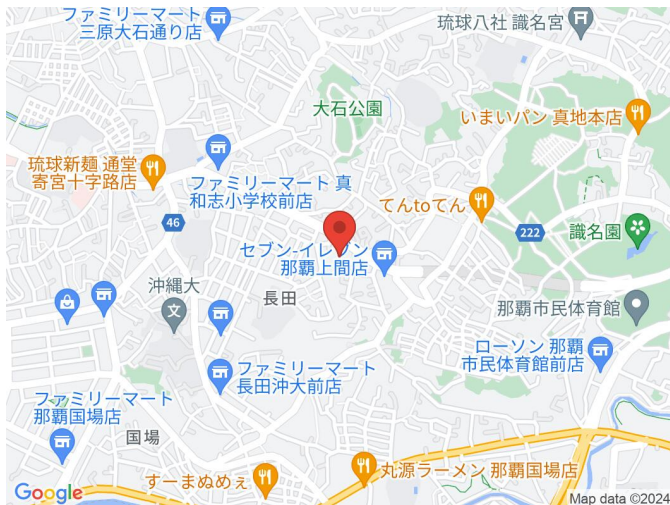 ファミリーマート
三原大石通り店
琉球八社 識名宮
大石公園
いまいパン 真地本店
琉球新麺 通堂
寄宮十字路店
ファミリーマート 真
和志小学校前店
てんtoてん
46
222
識名園
セブン-イレブン
那覇上間店
沖縄大
長田
那覇市民体育館
ローソン 那覇
市民体育館前店
ファミリーマート
長田沖大前店
ファミリーマート
那覇国場店
国場
すーまぬめぇ
丸源ラーメン 那覇国場店
Google
Map data ©2024